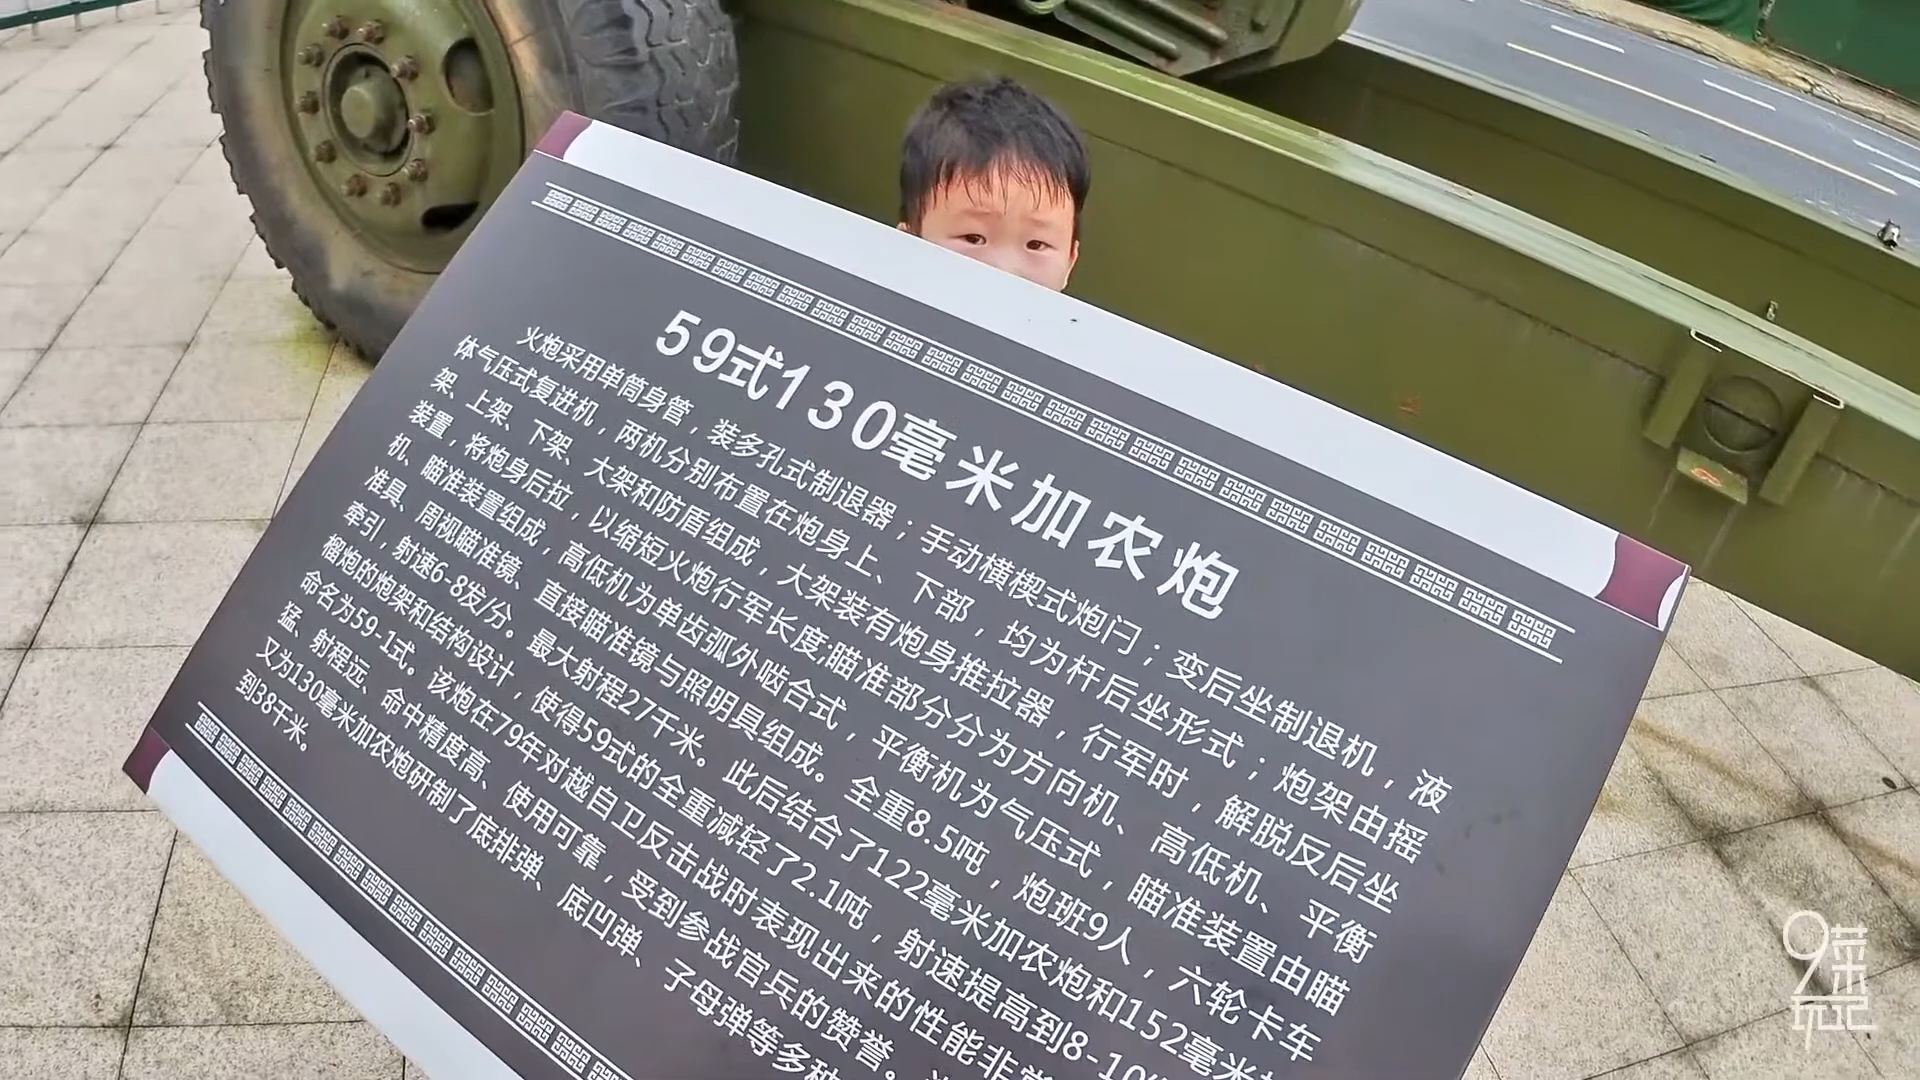 59式130毫米加农炮
火炮采用单筒身管，装多孔式制退器；手动横楔式炮闩；变后坐制退机，液
体气压式复进机，两机分别布置在炮身上、下部，均为杆后坐形式；炮架由摇
架、上架、下架、大架和防盾组成，大架装有炮身推拉器，行军时，解脱反后坐
装置，将炮身后拉，以缩短火炮行军长度;瞄准部分分为方向机、高低机、平衡
机、瞄准装置组成，高低机为单齿弧外啮合式，平衡机为气压式，瞄准装置由瞄
准具、周视瞄准镜、直接瞄准镜与照明具组成。全重8.5吨，炮班9人，六轮卡车
牵引，射速6-8发/分。最大射程27千米。此后结合了122毫米加农炮和152毫米
榴炮的炮架和结构设计，使得59式的全重减轻了2.1吨，射速提高到8-10
命名为59-1式。该炮在79年对越自卫反击战时表现出来的性能非常
猛、射程远、命中精度高、使用可靠，受到参战官兵的赞誉。
又为130毫米加农炮研制了底排弹、底凹弹、子母弹等多种
到38千米。